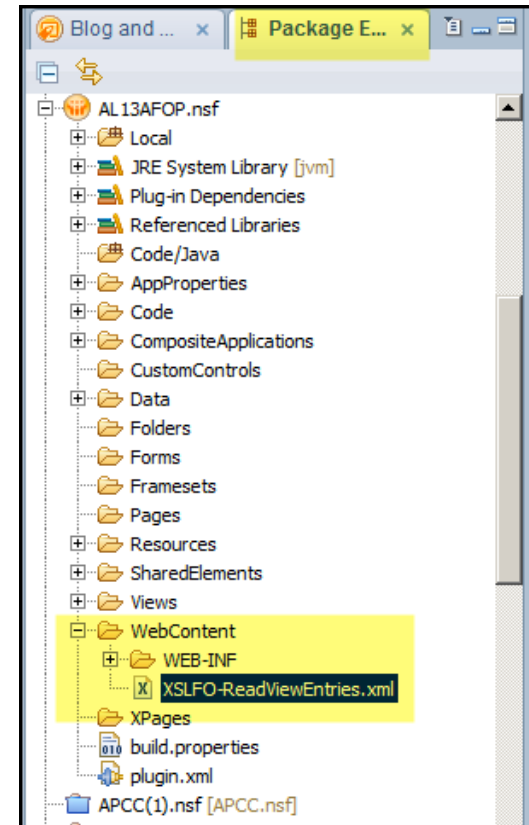 Blog and ... Package E...
AL13AFOP.nsf
Local
JRE System Library [jvm]
Plug-in Dependencies
Referenced Libraries
Code/Java
AppProperties
Code
CompositeApplications
CustomControls
Data
Folders
Forms
Framesets
Pages
Resources
SharedElements
Views
WebContent
WEB-INF
XSLFO-ReadViewEntries.xml
XPages
build.properties
plugin.xml
APCC(1).nsf [APCC.nsf]